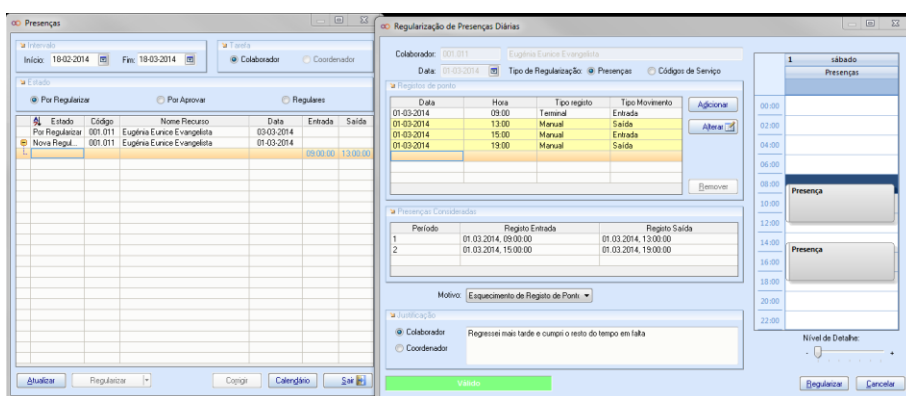 Presenças
Intervalo
Início: 18-02-2014 Fim: 18-03-2014
Tarefa
Colaborador Coordenador
Estado
Por Regularizar Por Aprovar Regulares
Estado Código Nome Recurso Data Entrada Saída
Por Regularizar 001.011 Eugénia Eunice Evangelista 03-03-2014
Nova Regul... 001.011 Eugénia Eunice Evangelista 01-03-2014
09:00:00 13:00:00
Atualizar Regularizar Corrigir Calendário Sair
Regularização de Presenças Diárias
Colaborador: 001.011 Eugénia Eunice Evangelista
Data: 01-03-2014 Tipo de Regularização: Presenças Códigos de Serviço
Registos de ponto
Data Hora Tipo registo Tipo Movimento
01-03-2014 09:00 Terminal Entrada
01-03-2014 13:00 Manual Saída
01-03-2014 15:00 Manual Entrada
01-03-2014 19:00 Manual Saída
Adicionar
Alterar
Remover
Presenças Consideradas
Período Registo Entrada Registo Saída
1 01.03.2014, 09:00:00 01.03.2014, 13:00:00
2 01.03.2014, 15:00:00 01.03.2014, 19:00:00
Motivo: Esquecimento de Registo de Ponto
Justificação
Colaborador
Coordenador
Regressei mais tarde e cumpri o resto do tempo em falta
Válido
1 sábado
Presenças
00:00
02:00
04:00
06:00
08:00
Presença
10:00
12:00
14:00
Presença
16:00
18:00
20:00
22:00
Nível de Detalhe:
- +
Regularizar Cancelar